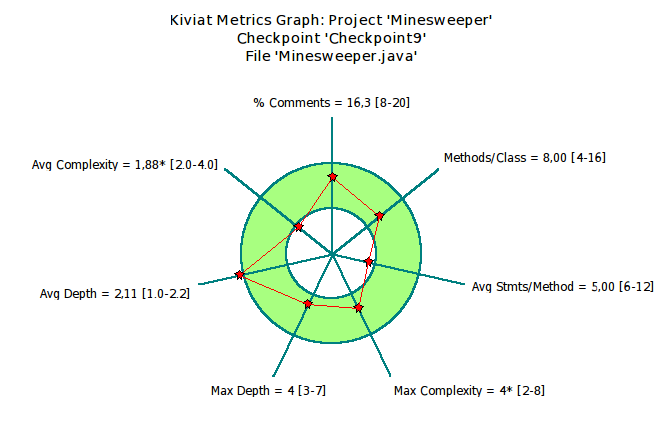 Kiviat Metrics Graph: Project 'Minesweeper'
Checkpoint 'Checkpoint9'
File 'Minesweeper.java'
% Comments = 16,3 [8-20]
Avg Complexity = 1,88* [2.0-4.0]
Methods/Class = 8,00 [4-16]
Avg Depth = 2,11 [1.0-2.2]
Avg Stmts/Method = 5,00 [6-12]
Max Depth = 4 [3-7]
Max Complexity = 4* [2-8]